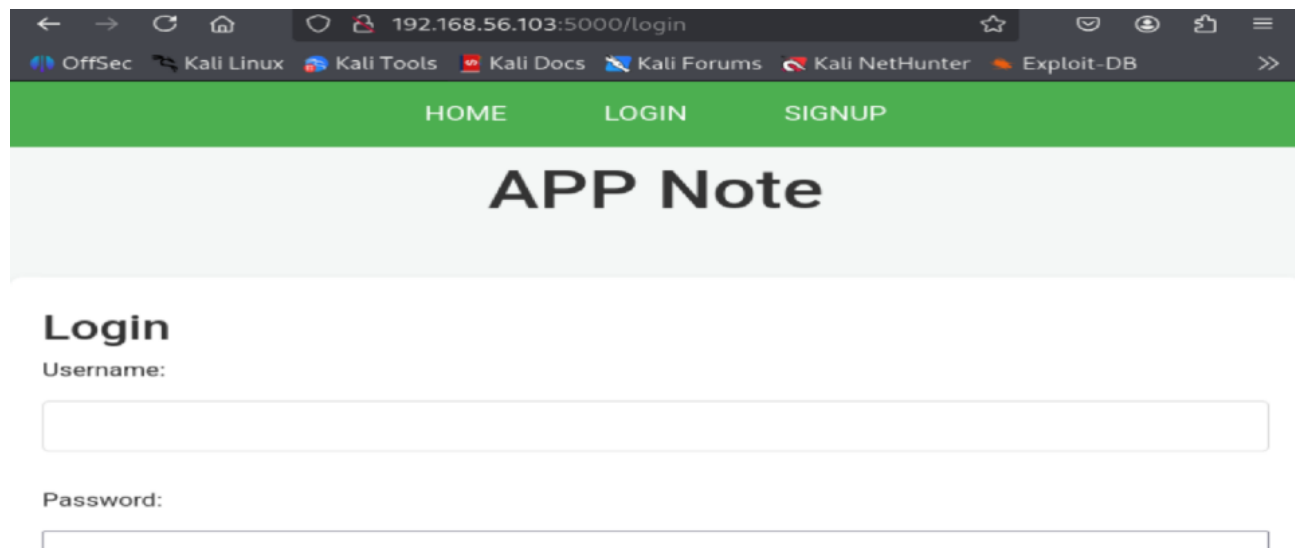 192.168.56.103:5000/login
OffSec Kali Linux Kali Tools Kali Docs Kali Forums Kali NetHunter Exploit-DB
HOME LOGIN SIGNUP
APP Note
Login
Username:
Password: